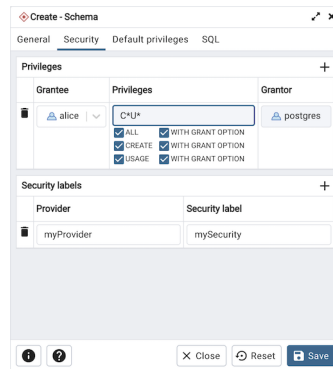 Create - Schema
General Security Default privileges SQL
Privileges
Grantee Privileges Grantor
alice C*U* postgres
ALL WITH GRANT OPTION
CREATE WITH GRANT OPTION
USAGE WITH GRANT OPTION
Security labels
Provider Security label
myProvider mySecurity
Close Reset Save